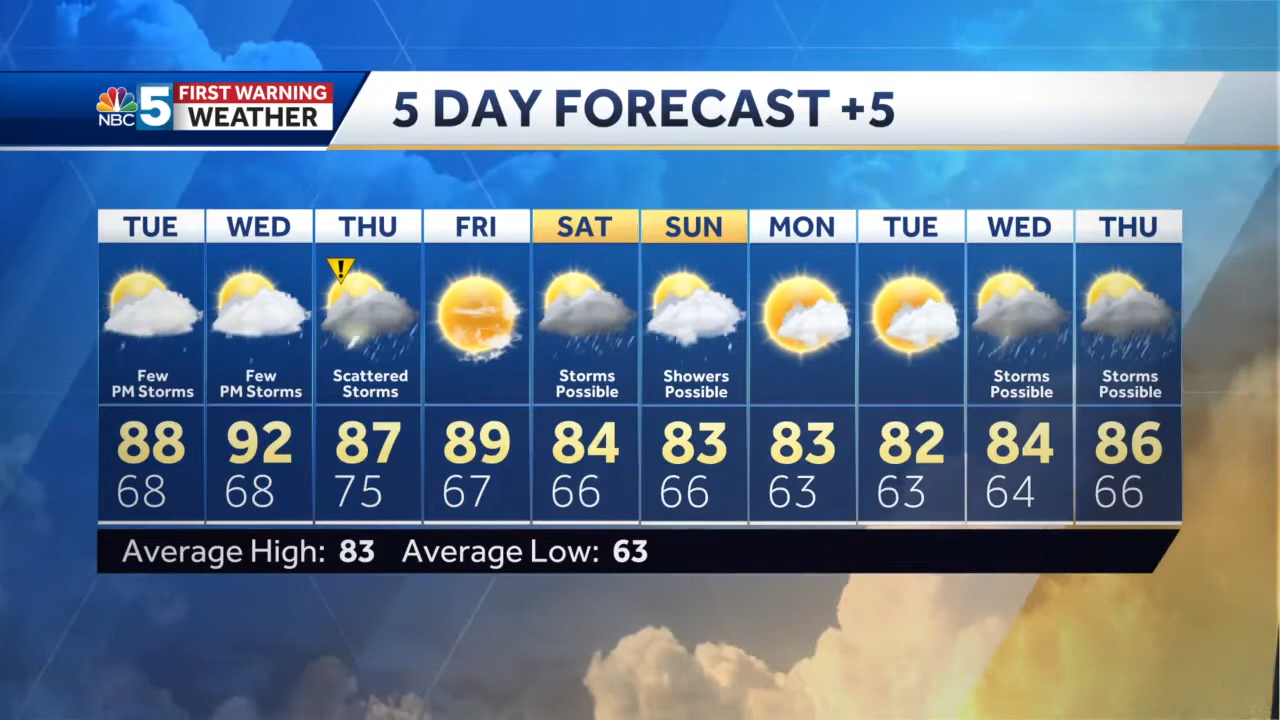 NBC 5 FIRST WARNING
WEATHER
5 DAY FORECAST +5
TUE WED THU FRI SAT SUN MON TUE WED THU
!
Few Few Scattered Storms Showers Storms Storms
PM Storms PM Storms Storms Possible Possible Possible Possible
88 92 87 89 84 83 83 82 84 86
68 68 75 67 66 66 63 63 64 66
Average High: 83 Average Low: 63